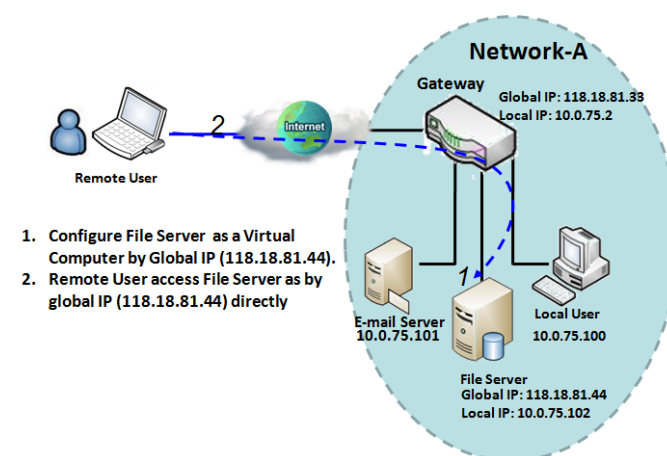 Network-A
Gateway
Global IP: 118.18.81.33
Local IP: 10.0.75.2
2
Internet
Remote User
1. Configure File Server as a Virtual
Computer by Global IP (118.18.81.44).
2. Remote User access File Server as by
global IP (118.18.81.44) directly
1
E-mail Server
10.0.75.101
Local User
10.0.75.100
File Server
Global IP: 118.18.81.44
Local IP: 10.0.75.102